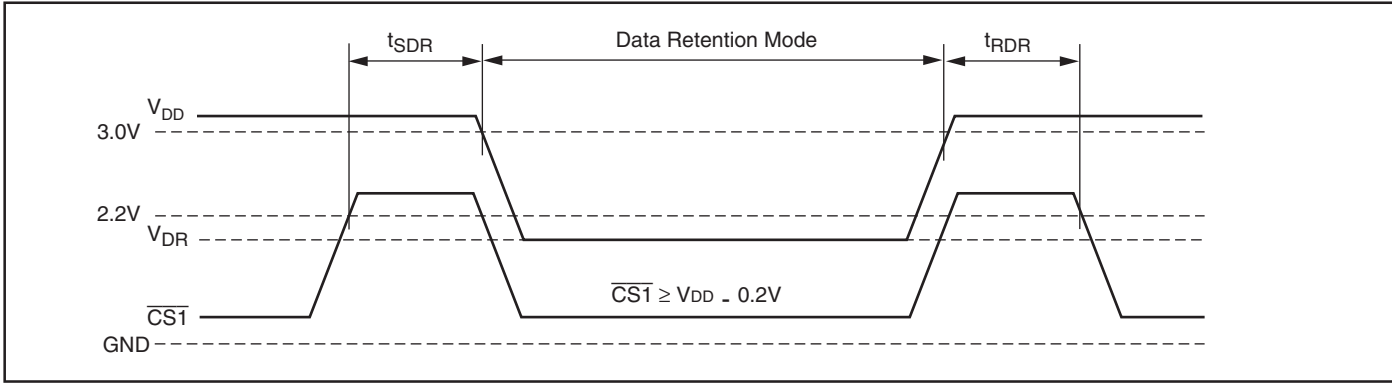 tSDR Data Retention Mode tRDR
VDD
3.0V
2.2V
VDR
CS1 ≥ VDD - 0.2V
CS1
GND